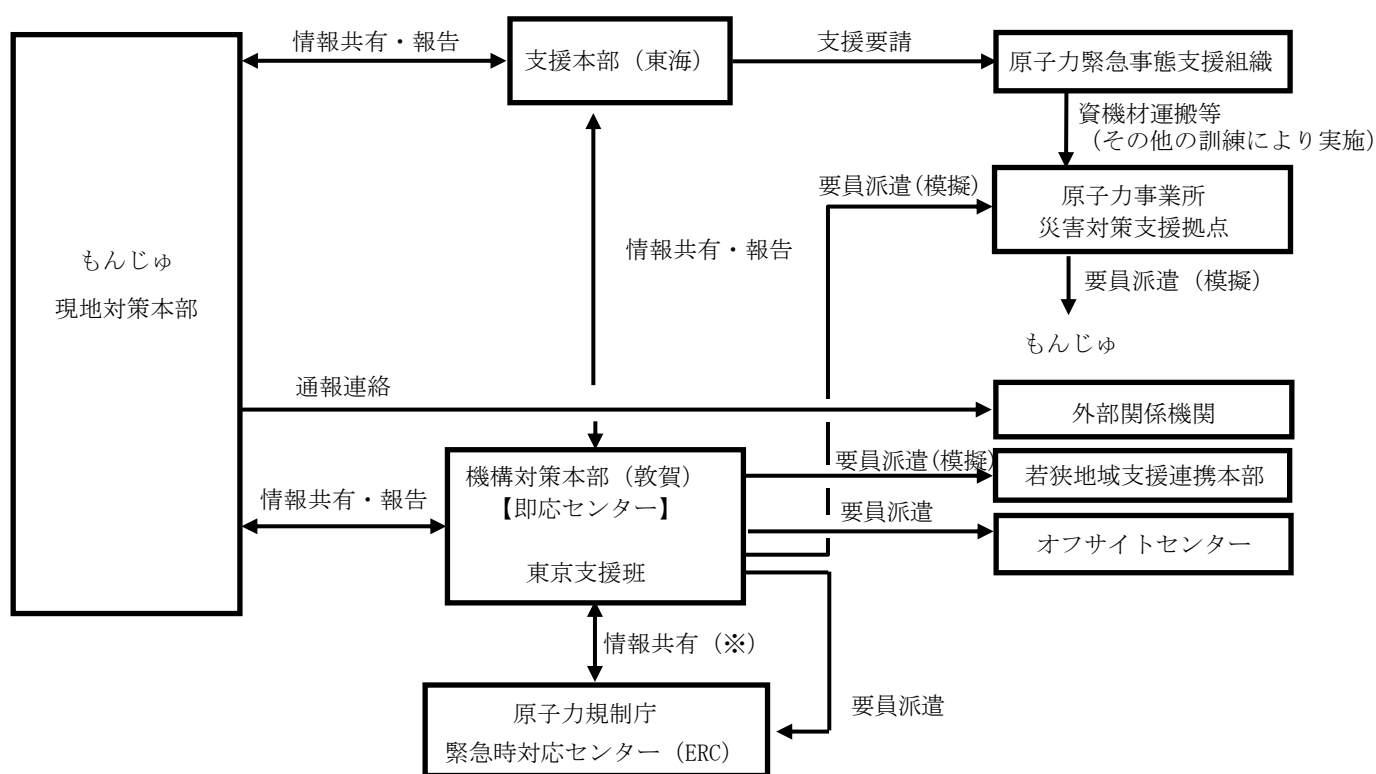 情報共有・報告
支援本部（東海）
支援要請
原子力緊急事態支援組織
資機材運搬等
（その他の訓練により実施）
要員派遣(模擬)
原子力事業所
災害対策支援拠点
もんじゅ
現地対策本部
情報共有・報告
要員派遣（模擬）
もんじゅ
通報連絡
外部関係機関
機構対策本部（敦賀）
【即応センター】
東京支援班
要員派遣(模擬)
若狭地域支援連携本部
情報共有・報告
要員派遣
オフサイトセンター
情報共有（※）
要員派遣
原子力規制庁
緊急時対応センター（ERC）